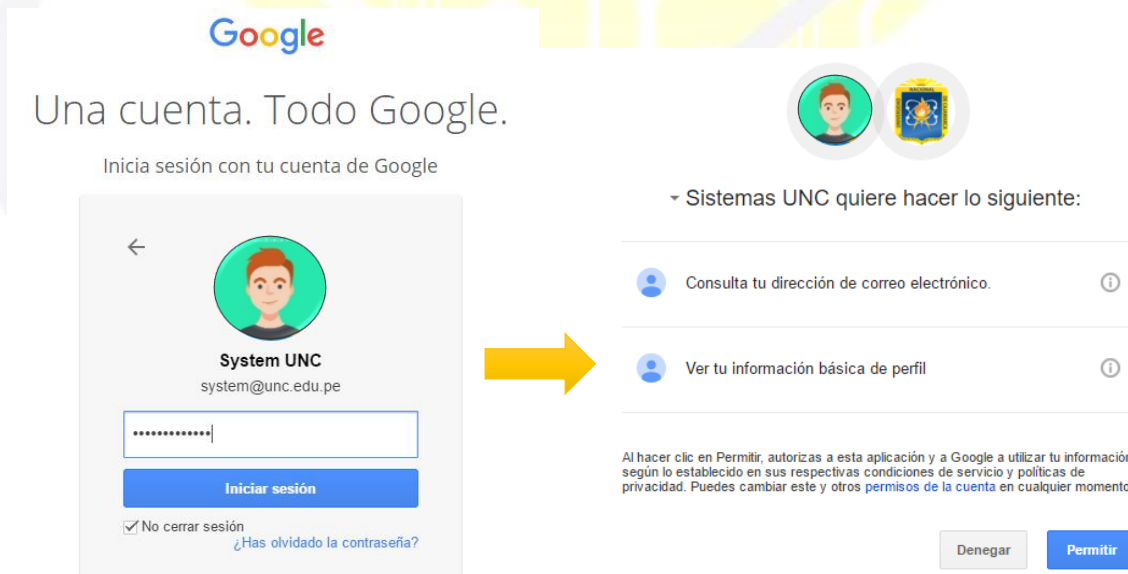 Google
Una cuenta. Todo Google.
Inicia sesión con tu cuenta de Google
System UNC
system@unc.edu.pe
•••••••••••••
Iniciar sesión
No cerrar sesión
¿Has olvidado la contraseña?
Sistemas UNC quiere hacer lo siguiente:
Consulta tu dirección de correo electrónico.
Ver tu información básica de perfil
Al hacer clic en Permitir, autorizas a esta aplicación y a Google a utilizar tu información
según lo establecido en sus respectivas condiciones de servicio y políticas de
privacidad. Puedes cambiar este y otros permisos de la cuenta en cualquier momento
Denegar
Permitir